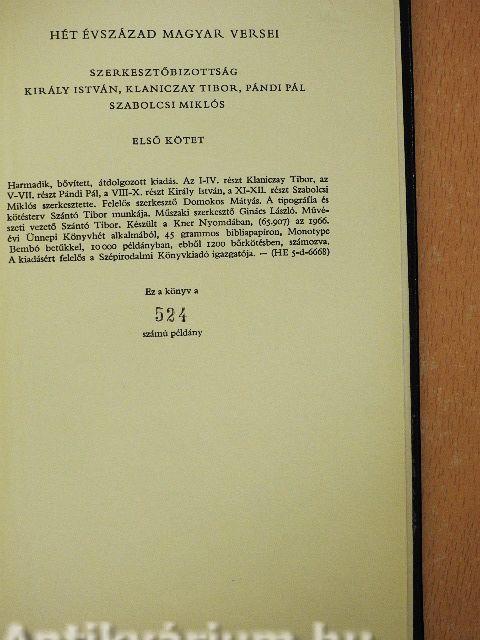 HÉT ÉVSZÁZAD MAGYAR VERSEI
SZERKESZTŐBIZOTTSÁG
KIRÁLY ISTVÁN, KLANICZAY TIBOR, PÁNDI PÁL
SZABOLCSI MIKLÓS
ELSŐ KÖTET
Harmadik, bővített, átdolgozott kiadás. Az I-IV. részt Klaniczay Tibor, az
V-VII. részt Pándi Pál, a VIII-X. részt Király István, a XI-XII. részt Szabolcsi
Miklós szerkesztette. Felelős szerkesztő Domokos Mátyás. A tipográfia és
kötésterv Szántó Tibor munkája. Műszaki szerkesztő Ginács László. Művé-
szeti vezető Szántó Tibor. Készült a Kner Nyomdában, (65.907) az 1966.
évi Ünnepi Könyvhét alkalmából, 45 grammos bibliapapíron, Monotype
Bembó betűkkel, 10 000 példányban, ebből 1200 bőrkötésben, számozva.
A kiadásért felelős a Szépirodalmi Könyvkiadó igazgatója. — (HE 5-d-6668)
Ez a könyv a
524
számú példány
Antikvárium.hu